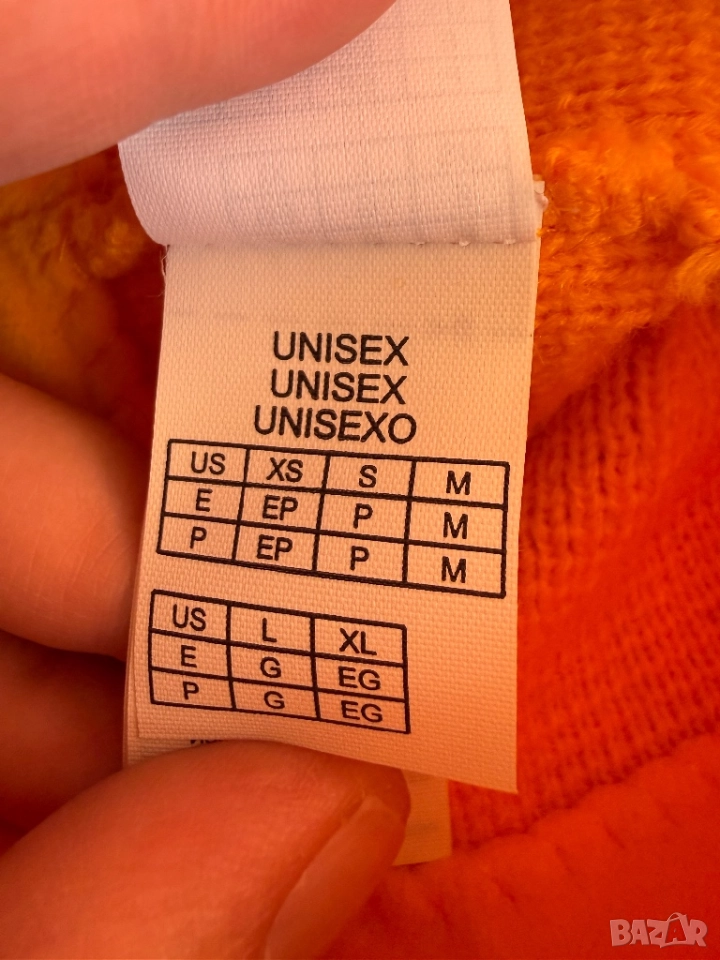 UNISEX
UNISEX
UNISEXO
US XS S M
E EP P M
P EP P M
US L XL
E G EG
P G EG
BAZAR